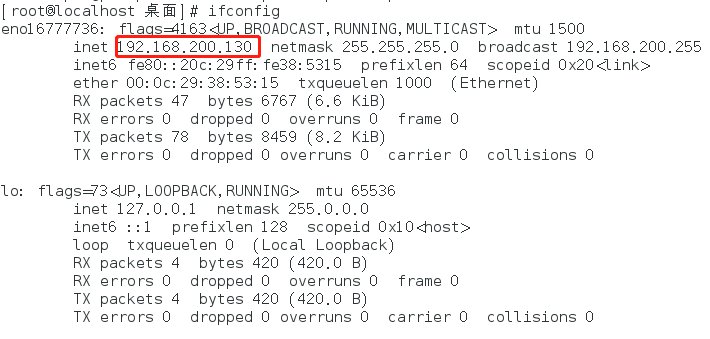 [root@localhost 桌面]# ifconfig
eno16777736: flags=4163<UP,BROADCAST,RUNNING,MULTICAST>  mtu 1500
        inet 192.168.200.130  netmask 255.255.255.0  broadcast 192.168.200.255
        inet6 fe80::20c:29ff:fe38:5315  prefixlen 64  scopeid 0x20<link>
        ether 00:0c:29:38:53:15  txqueuelen 1000  (Ethernet)
        RX packets 47  bytes 6767 (6.6 KiB)
        RX errors 0  dropped 0  overruns 0  frame 0
        TX packets 78  bytes 8459 (8.2 KiB)
        TX errors 0  dropped 0 overruns 0  carrier 0  collisions 0

lo: flags=73<UP,LOOPBACK,RUNNING>  mtu 65536
        inet 127.0.0.1  netmask 255.0.0.0
        inet6 ::1  prefixlen 128  scopeid 0x10<host>
        loop  txqueuelen 0  (Local Loopback)
        RX packets 4  bytes 420 (420.0 B)
        RX errors 0  dropped 0  overruns 0  frame 0
        TX packets 4  bytes 420 (420.0 B)
        TX errors 0  dropped 0 overruns 0  carrier 0  collisions 0